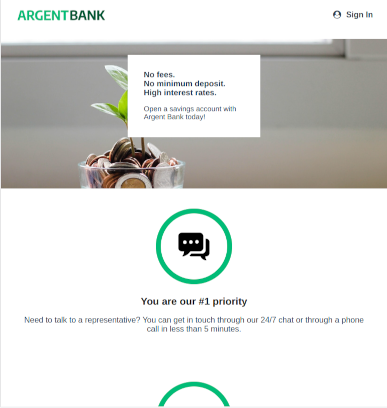 ARGENTBANK
Sign In
No fees.
No minimum deposit.
High interest rates.
Open a savings account with
Argent Bank today!
You are our #1 priority
Need to talk to a representative? You can get in touch through our 24/7 chat or through a phone
call in less than 5 minutes.